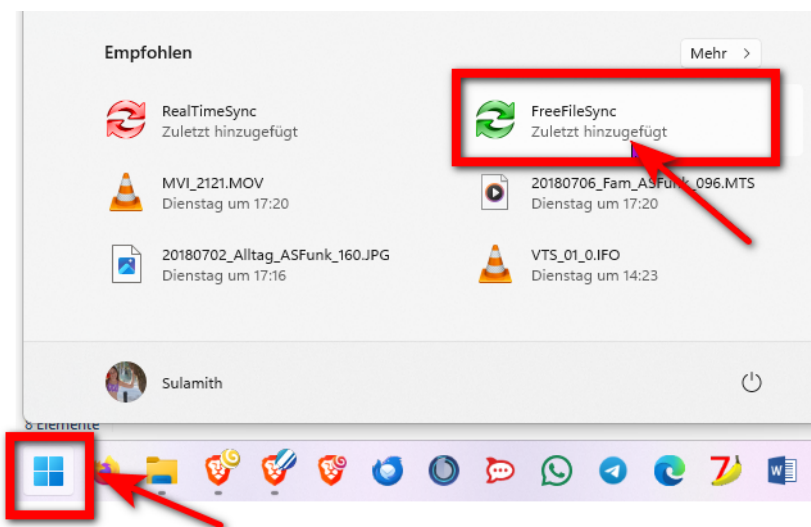 Empfohlen
Mehr >
RealTimeSync
Zuletzt hinzugefügt
FreeFileSync
Zuletzt hinzugefügt
MVI_2121.MOV
Dienstag um 17:20
20180706_Fam_ASFunk_096.MTS
Dienstag um 17:20
20180702_Alltag_ASFunk_160.JPG
Dienstag um 17:16
VTS_01_0.IFO
Dienstag um 14:23
Sulamith
8 Elemente